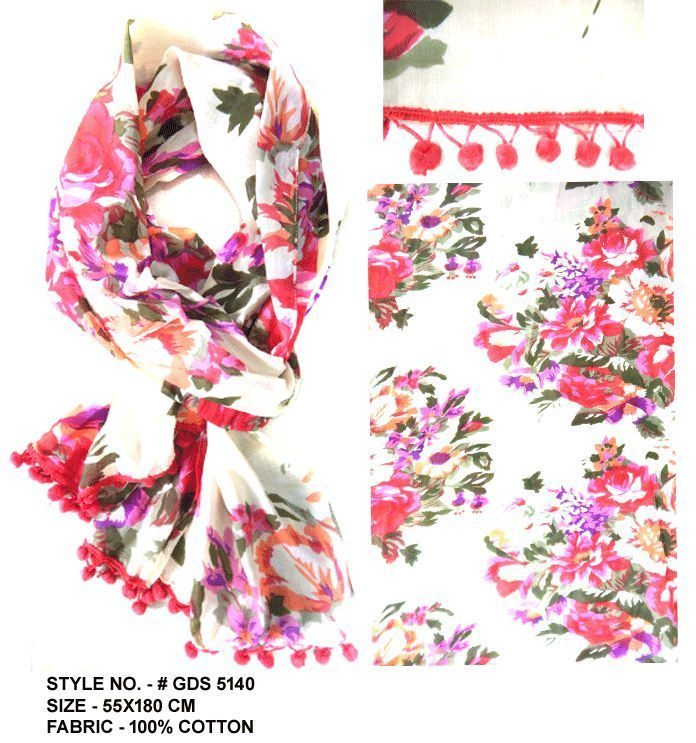 STYLE NO. - # GDS 5140
SIZE - 55X180 CM
FABRIC - 100% COTTON